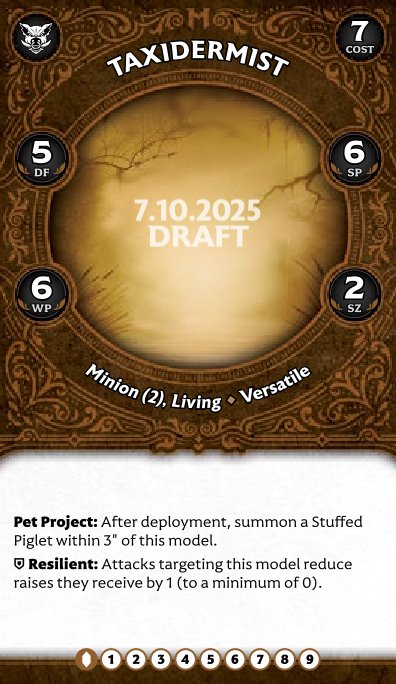 TAXIDERMIST
7
COST
5
DF
6
SP
7.10.2025
DRAFT
6
WP
2
SZ
Minion (2), Living ◆ Versatile
Pet Project: After deployment, summon a Stuffed
Piglet within 3" of this model.
Resilient: Attacks targeting this model reduce
raises they receive by 1 (to a minimum of 0).
1 2 3 4 5 6 7 8 9